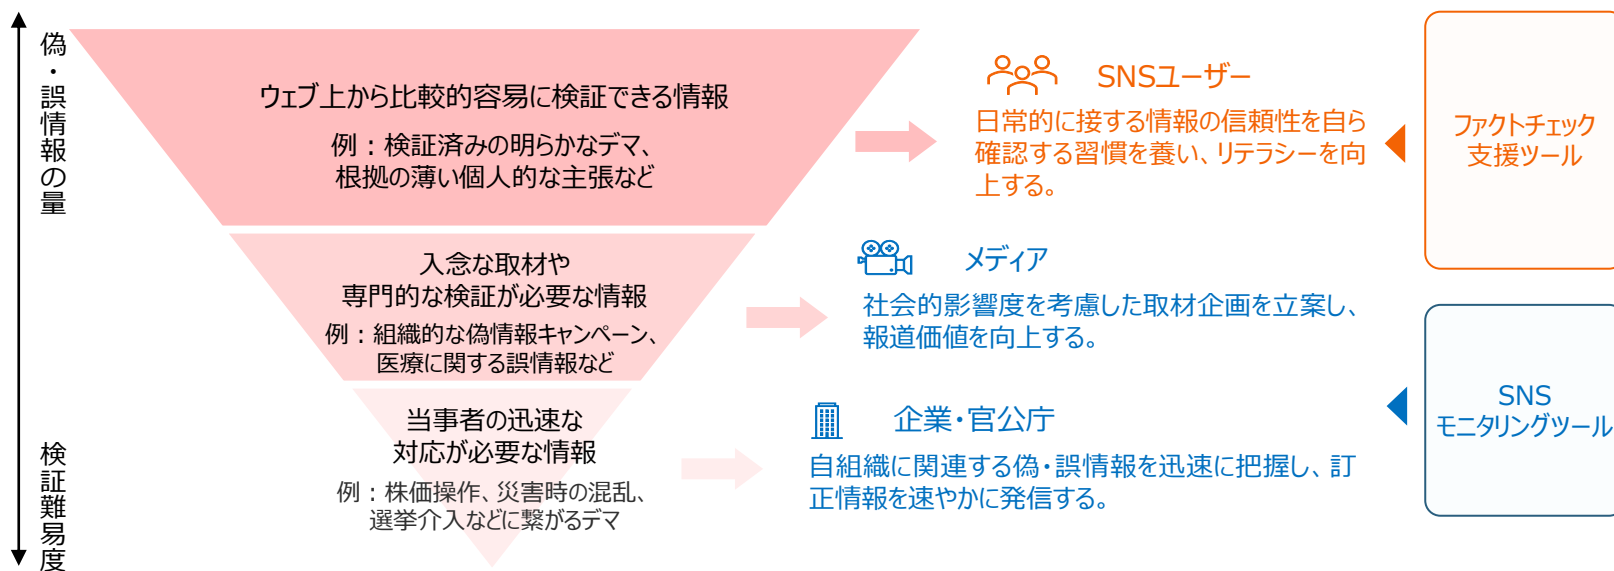 偽・誤情報の量
検証難易度
ウェブ上から比較的容易に検証できる情報
例：検証済みの明らかなデマ、
根拠の薄い個人的な主張など
入念な取材や
専門的な検証が必要な情報
例：組織的な偽情報キャンペーン、
医療に関する誤情報など
当事者の迅速な
対応が必要な情報
例：株価操作、災害時の混乱、
選挙介入などに繋がるデマ
SNSユーザー
日常的に接する情報の信頼性を自ら
確認する習慣を養い、リテラシーを向
上する。
メディア
社会的影響度を考慮した取材企画を立案し、
報道価値を向上する。
企業・官公庁
自組織に関連する偽・誤情報を迅速に把握し、訂
正情報を速やかに発信する。
ファクトチェック
支援ツール
SNS
モニタリングツール